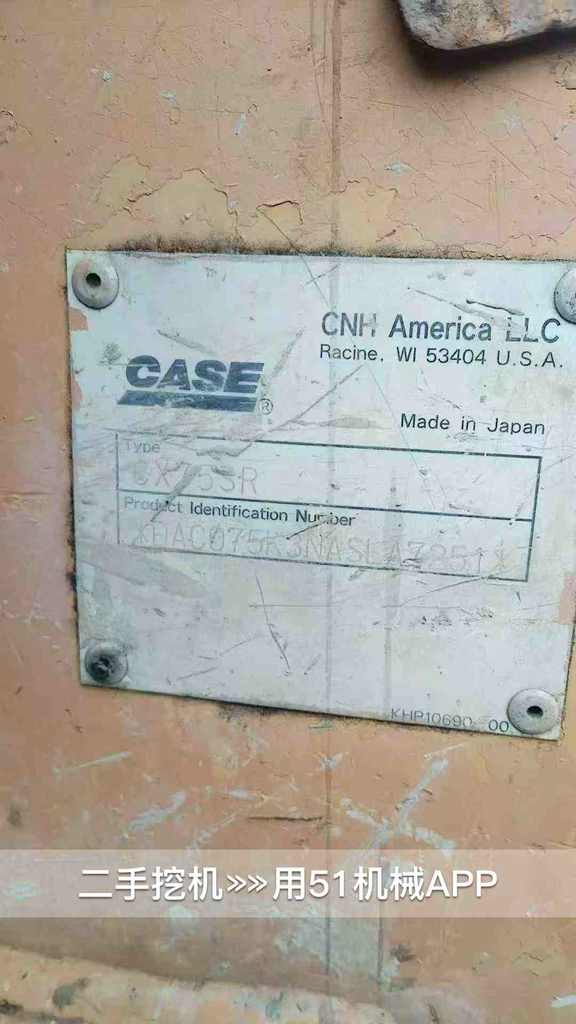 CNH America LLC
Racine, WI 53404 U.S.A.
CASE®
Made in Japan
Type
CX75SR
Product Identification Number
KHP10690 00
二手挖机>>>>用51机械APP